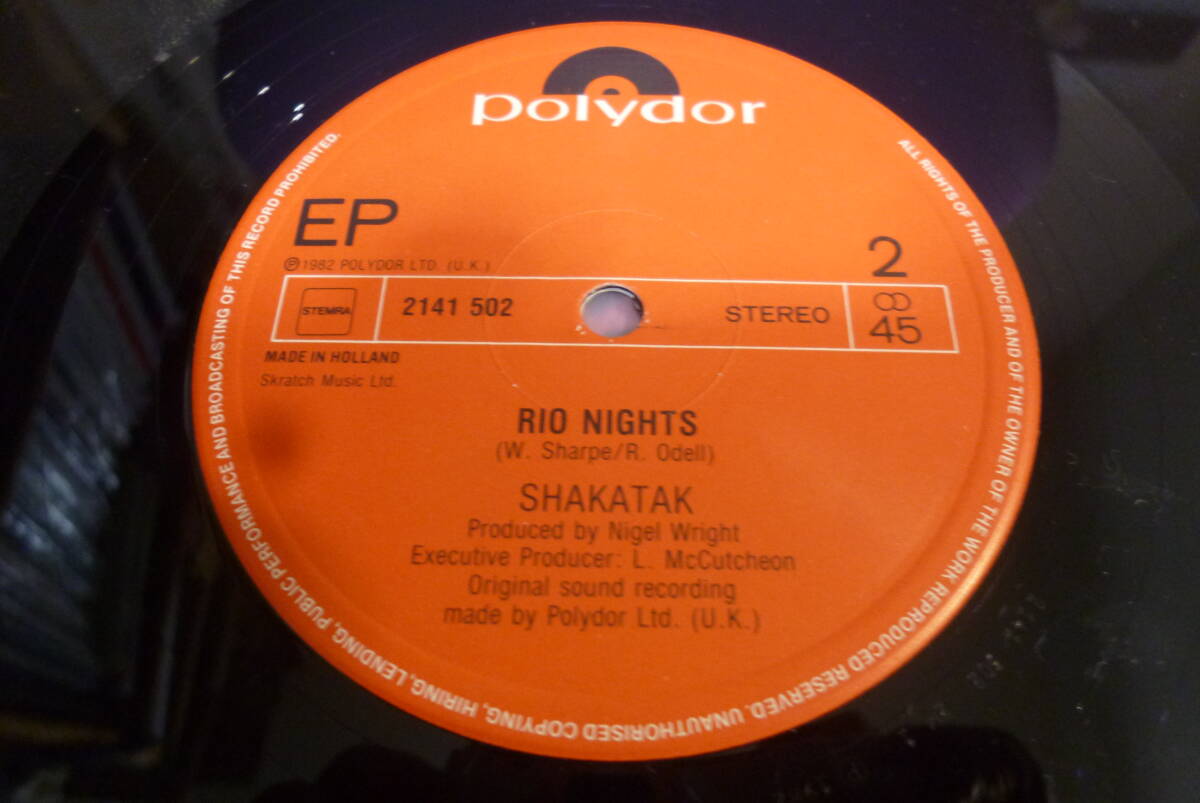 polydor
EP
℗ 1982 POLYDOR LTD. (U.K.)
2
STEMRA
2141 502
STEREO
45
MADE IN HOLLAND
Skratch Music Ltd.
RIO NIGHTS
(W. Sharpe/R. Odell)
SHAKATAK
Produced by Nigel Wright
Executive Producer: L. McCutcheon
Original sound recording
made by Polydor Ltd. (U.K.)
ALL RIGHTS OF THE PRODUCER AND OF THE OWNER OF THE WORK REPRODUCED RESERVED. UNAUTHORISED COPYING, HIRING, LENDING, PUBLIC PERFORMANCE AND BROADCASTING OF THIS RECORD PROHIBITED.